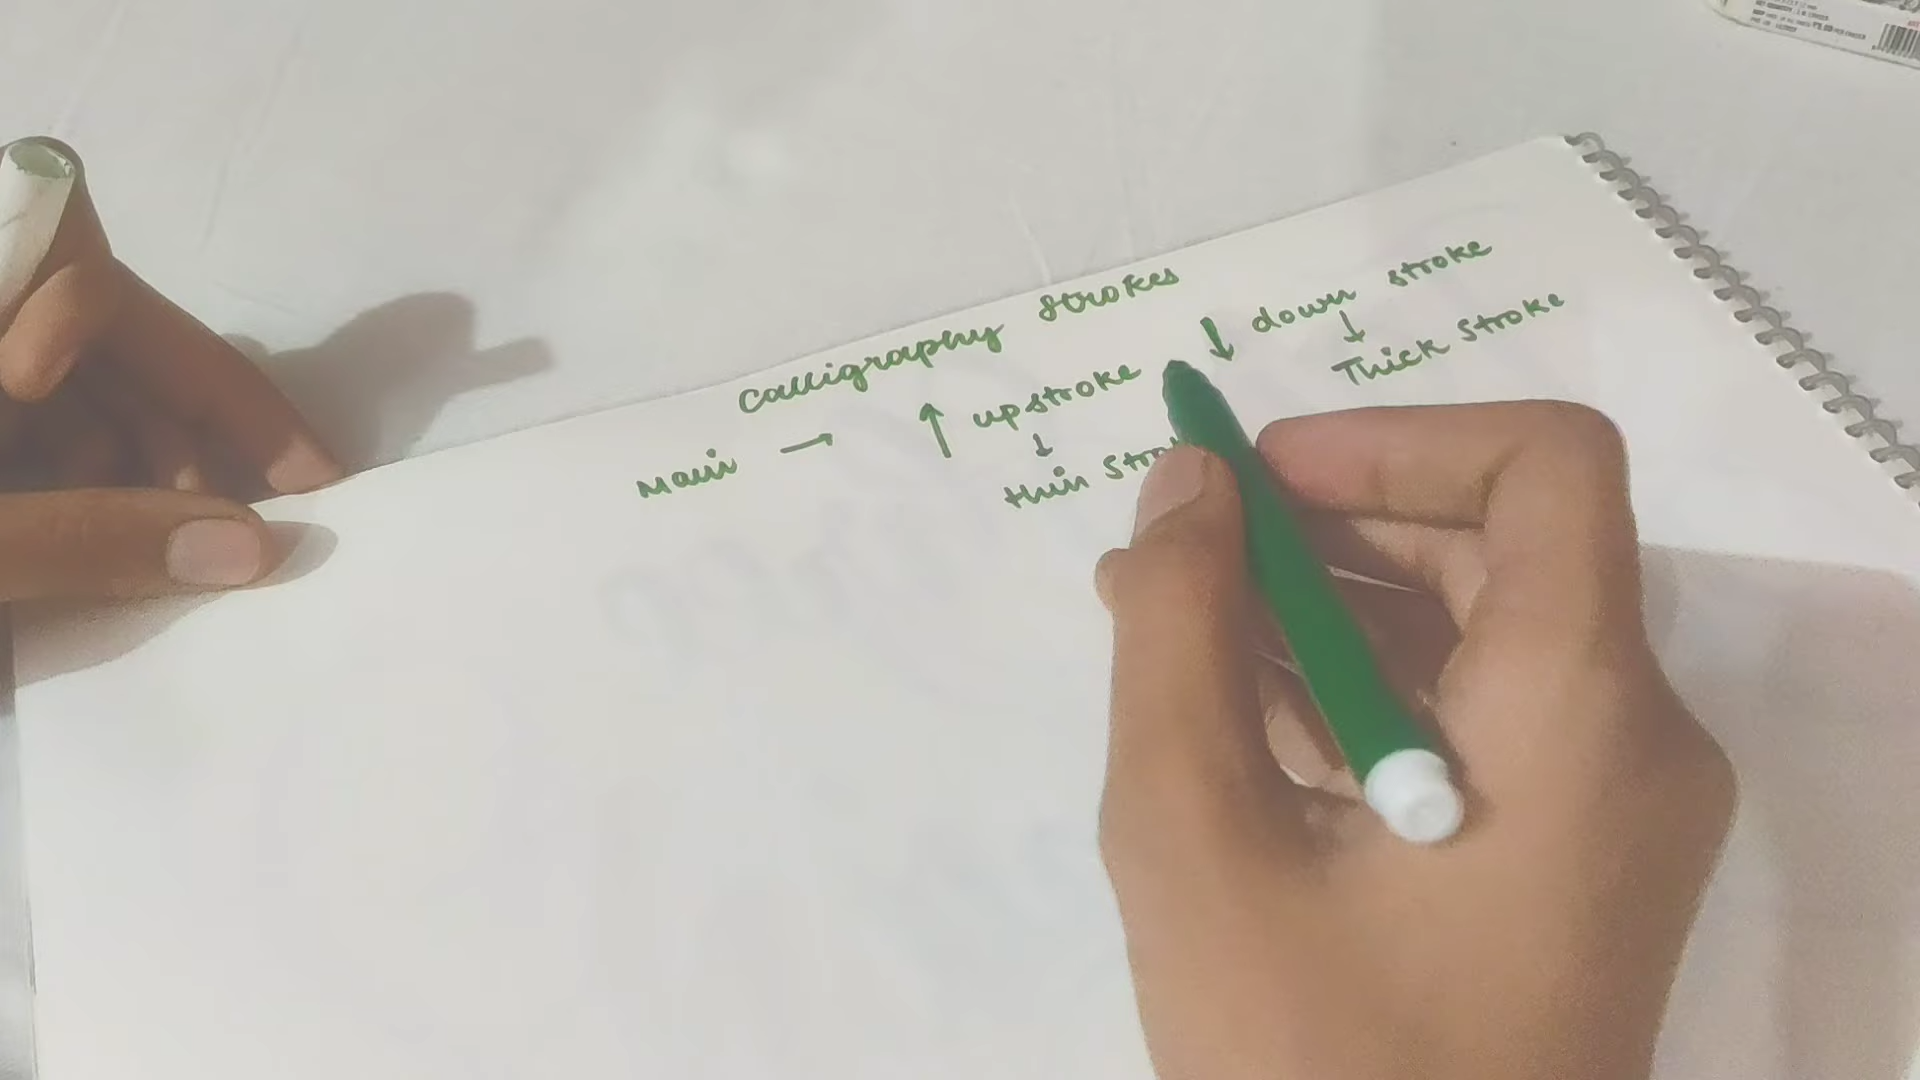 Calligraphy Strokes
Main → ↑ upstroke ↓ down stroke
↓ ↓
thin Thick Stroke